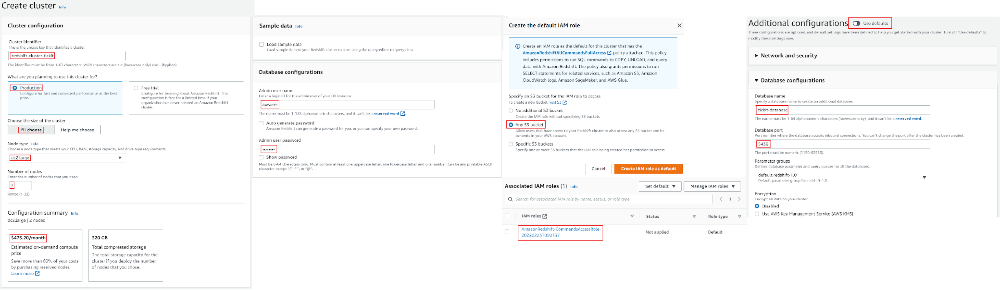 Create cluster Info
Cluster configuration
Cluster identifier
This is the unique key that identifies a cluster.
redshift-cluster-tickit
The identifier must be from 1-63 characters. Valid characters are a-z (lowercase only) and - (hyphen).
What are you planning to use this cluster for?
Production
Configure for fast and consistent performance at the best
price.
Free trial
Configure for learning about Amazon Redshift. This
configuration is free for a limited time if your
organization has never created an Amazon Redshift
cluster.
Choose the size of the cluster
I'll choose
Help me choose
Node type Info
Choose a node type that meets your CPU, RAM, storage capacity, and drive type requirements.
dc2.large
Number of nodes
Enter the number of nodes that you need.
2
Range (1-32)
Configuration summary Info
dc2.large | 2 nodes
$475.20/month
Estimated on-demand compute
price
Save more than 60% of your costs
by purchasing reserved nodes.
Learn more
320 GB
Total compressed storage
The total storage capacity for the
cluster if you deploy the number
of nodes that you chose.
Sample data Info
Load sample data
Load sample data to your Redshift cluster to start using the query editor to query data.
Database configurations
Admin user name
Enter a login ID for the admin user of your DB instance.
awsuser
The name must be 1-128 alphanumeric characters, and it can't be a reserved word.
Auto generate password
Amazon Redshift can generate a password for you, or you can specify your own password.
Admin user password
••••••••
Show password
Must be 8-64 characters long. Must contain at least one uppercase letter, one lowercase letter and one number. Can be any printable ASCII
character except "/", """, or "@".
Create the default IAM role
Create an IAM role as the default for this cluster that has the
AmazonRedshiftAllCommandsFullAccess policy attached. This policy
includes permissions to run SQL commands to COPY, UNLOAD, and query
data with Amazon Redshift. The policy also grants permissions to run
SELECT statements for related services, such as Amazon S3, Amazon
CloudWatch logs, Amazon SageMaker, and AWS Glue.
Specify an S3 bucket for the IAM role to access
To create a new bucket, visit S3
No additional S3 bucket
Create the IAM role without specifying S3 buckets.
Any S3 bucket
Allow users that have access to your Redshift cluster to also access any S3 bucket and its
contents in your AWS account.
Specific S3 buckets
Specify one or more S3 buckets that the IAM role being created has permission to access.
Cancel
Create IAM role as default
Associated IAM roles (1) Info
Set default
Manage IAM roles
Search for associated IAM role by name, status, or role type
1
IAM roles
Status
Role type
AmazonRedshift-CommandsAccessRole-
20220223T090737
Not applied
Default
Additional configurations
Use defaults
These configurations are optional, and default settings have been defined to help you get started with your cluster. Turn off "Use defaults" to
modify these settings now.
Network and security
Database configurations
Database name
Specify a database name to create an additional database.
tickit-database
The name must be 1-64 alphanumeric characters (lowercase only), and it can't be a reserved word.
Database port
Port number where the database accepts inbound connections. You can't change the port after the cluster has been created.
5439
The port must be numeric (1150-65535).
Parameter groups
Defines database parameter and query queues for all the databases.
default.redshift-1.0
Default parameter group for redshift-1.0
Encryption
Encrypt all data on your cluster.
Disabled
Use AWS Key Management Service (AWS KMS)